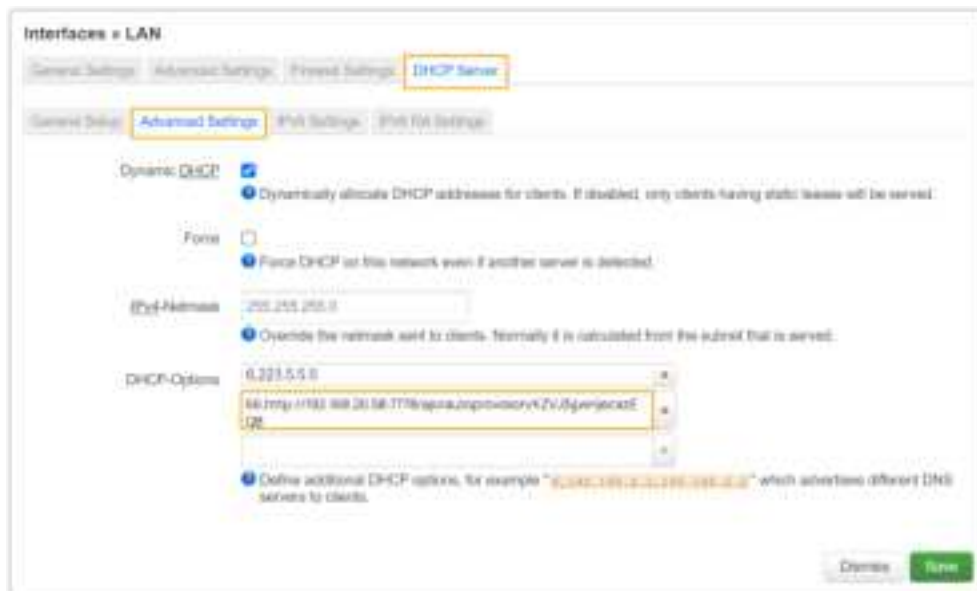 Interfaces » LAN
General Settings Advanced Settings Firewall Settings DHCP Server
General Setup Advanced Settings IPv6 Settings IPv6 RA Settings
Dynamic DHCP
Dynamically allocate DHCP addresses for clients. If disabled, only clients having static leases will be served.
Force
Force DHCP on this network even if another server is detected.
IPv4-Netmask
255.255.255.0
Override the netmask sent to clients. Normally it is calculated from the subnet that is served.
DHCP-Options
Define additional DHCP options, for example " " which advertises different DNS
servers to clients.
Dismiss Save